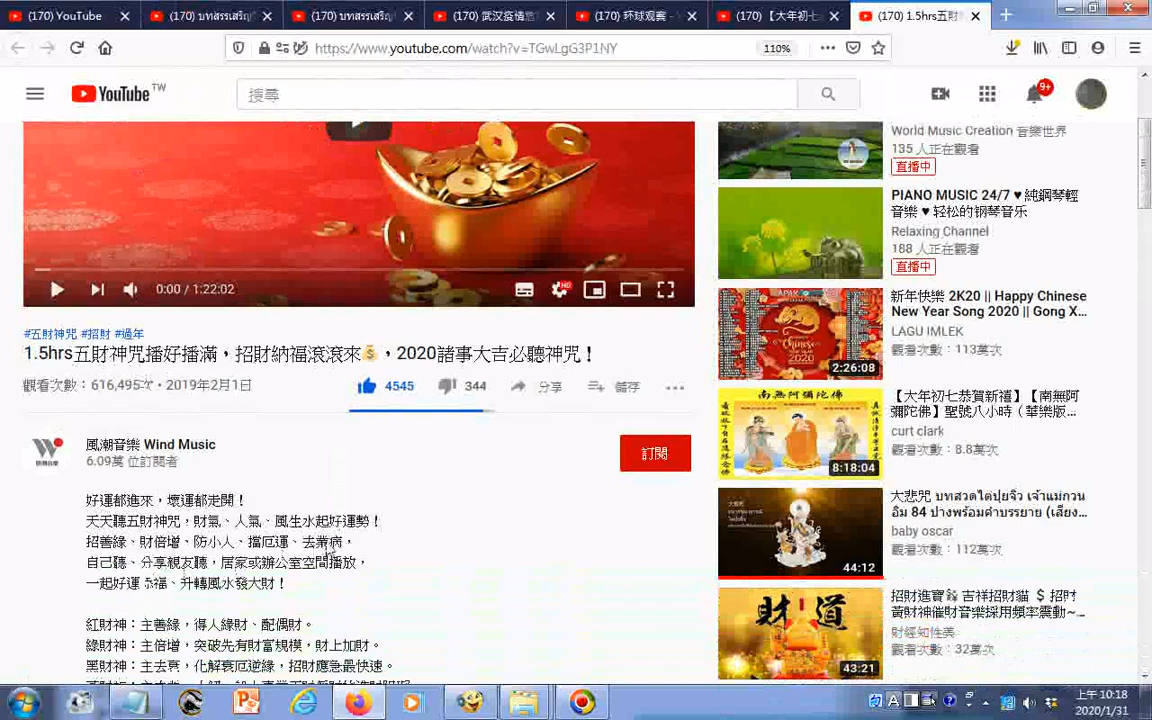 (170) YouTube
(170) บทสรรเสริญ
(170) บทสรรเสริญ
(170) 武汉疫情
(170) 环球观察 - Y
(170) 【大年初七
(170) 1.5hrs五財
https://www.youtube.com/watch?v=TGwLgG3P1NY
110%
YouTube TW
搜尋
9+
0:00 / 1:22:02
HD
#五財神咒 #招財 #過年
1.5hrs五財神咒播好播滿，招財納福滾滾來💰，2020諸事大吉必聽神咒！
觀看次數：616,495次 • 2019年2月1日
4545
344
分享
儲存
風潮音樂 Wind Music
6.09萬 位訂閱者
訂閱
好運都進來，壞運都走開！
天天聽五財神咒，財氣、人氣、風生水起好運勢！
招善緣、財倍增、防小人、擋厄運、去業病，
自己聽、分享親友聽，居家或辦公室空間播放，
一起好運 添福、升轉風水發大財！
紅財神：主善緣，得人緣財、配偶財。
綠財神：主倍增，突破先有財富規模，財上加財。
黑財神：主去衰，化解衰厄逆緣，招財應急最快速。
World Music Creation 音樂世界
135 人正在觀看
直播中
PIANO MUSIC 24/7 ♥ 純鋼琴輕
音樂 ♥ 轻松的钢琴音乐
Relaxing Channel
188 人正在觀看
直播中
新年快樂 2K20 || Happy Chinese
New Year Song 2020 || Gong X...
LAGU IMLEK
觀看次數：113萬次
2:26:08
南無阿彌陀佛
【大年初七恭賀新禧】【南無阿
彌陀佛】聖號八小時（華樂版...
curt clark
觀看次數：8.8萬次
8:18:04
大悲咒
大悲咒 บทสวดไต่ปุยจิ่ว เจ้าแม่กวน
อิม 84 ปางพร้อมคำบรรยาย (เสียง...
baby oscar
觀看次數：112萬次
44:12
財道
招財進寶🎎 吉祥招財貓 ＄招財
黃財神催財音樂採用頻率震動~...
財經知性美
觀看次數：32萬次
43:21
上午 10:18
2020/1/31